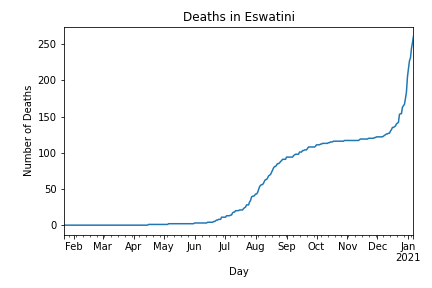 Deaths in Eswatini
Number of Deaths
250
200
150
100
50
0
Feb Mar Apr May Jun Jul Aug Sep Oct Nov Dec Jan
2021
Day